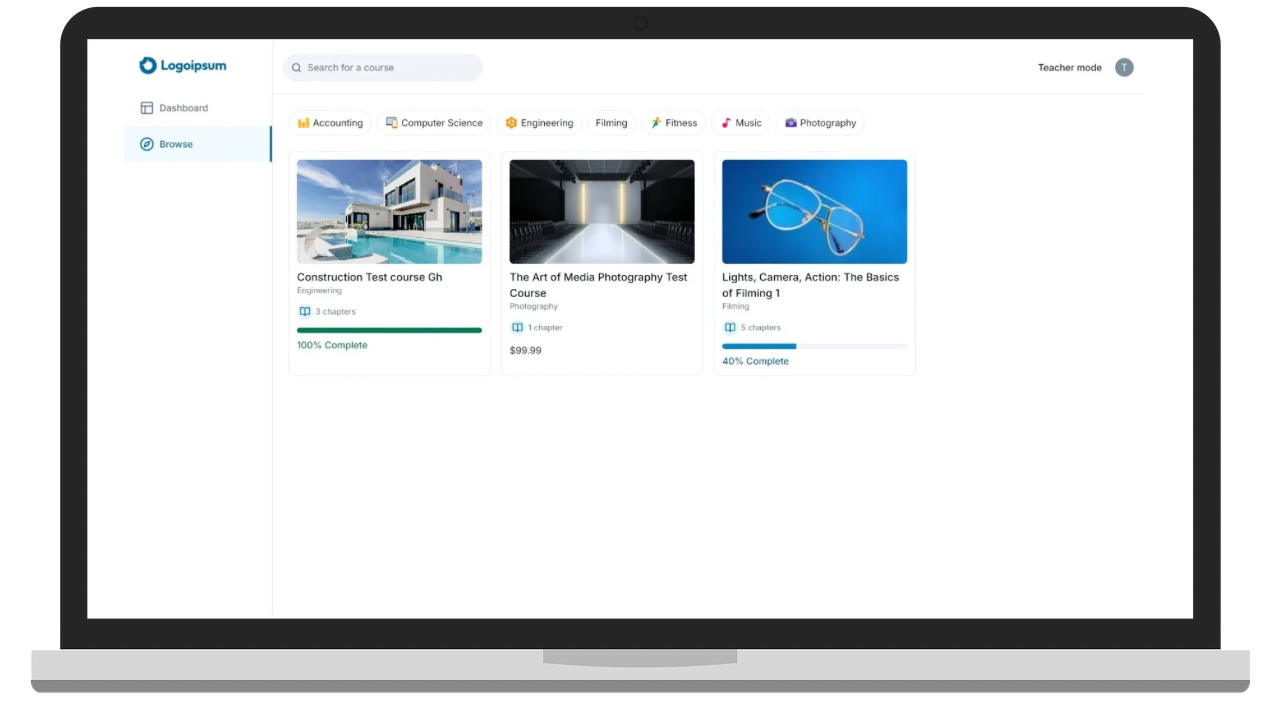 Logoipsum
Search for a course
Teacher mode
T
Dashboard
Browse
Accounting
Computer Science
Engineering
Filming
Fitness
Music
Photography
Construction Test course Gh
Engineering
3 chapters
100% Complete
The Art of Media Photography Test
Course
Photography
1 chapter
$99.99
Lights, Camera, Action: The Basics
of Filming 1
Filming
5 chapters
40% Complete